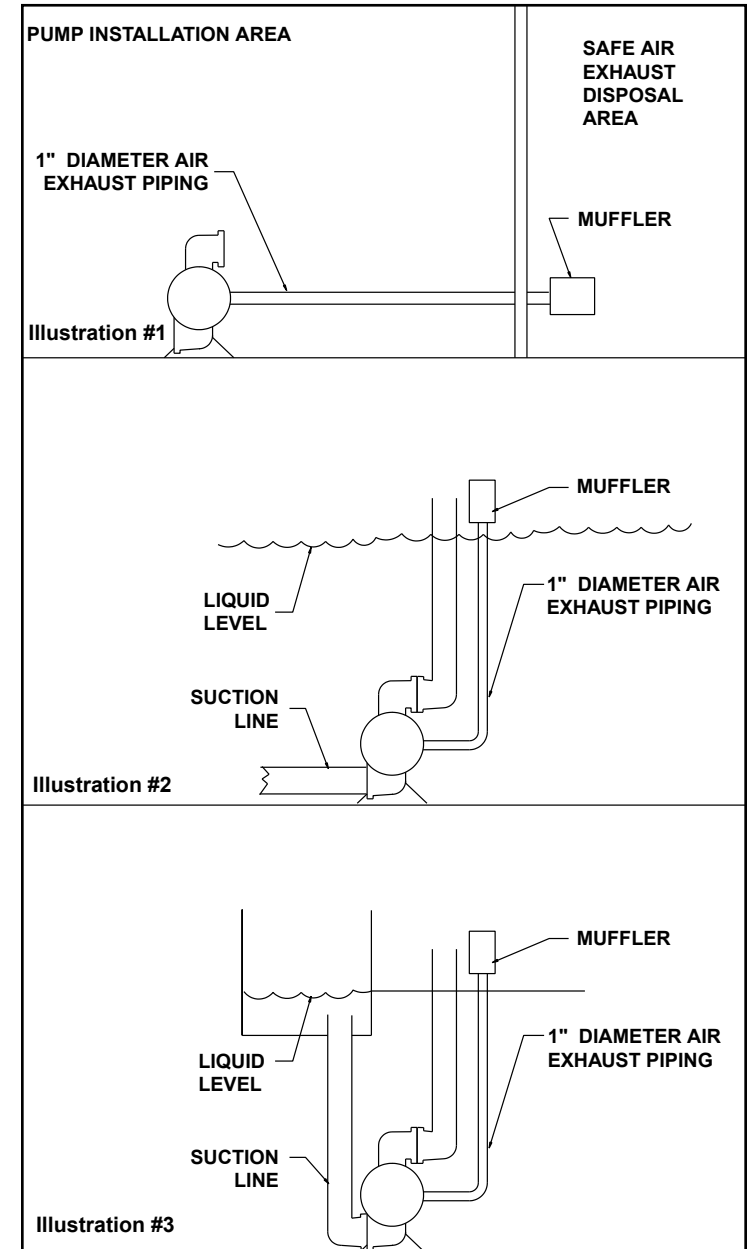 PUMP INSTALLATION AREA
SAFE AIR
EXHAUST
DISPOSAL
AREA
1" DIAMETER AIR
EXHAUST PIPING
MUFFLER
Illustration #1
MUFFLER
LIQUID
LEVEL
1" DIAMETER AIR
EXHAUST PIPING
SUCTION
LINE
Illustration #2
MUFFLER
LIQUID
LEVEL
1" DIAMETER AIR
EXHAUST PIPING
SUCTION
LINE
Illustration #3